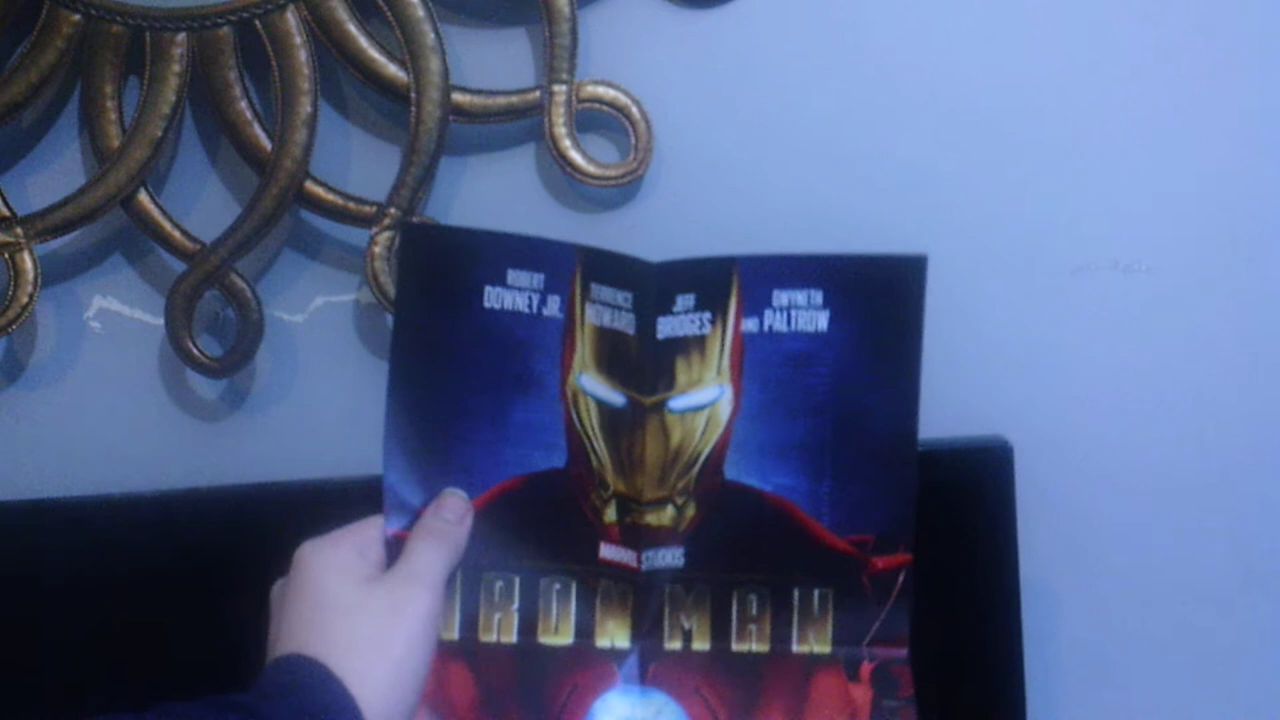 ROBERT
DOWNEY JR.
TERRENCE
HOWARD
JEFF
BRIDGES
GWYNETH
AND PALTROW
MARVEL STUDIOS
IRON MAN